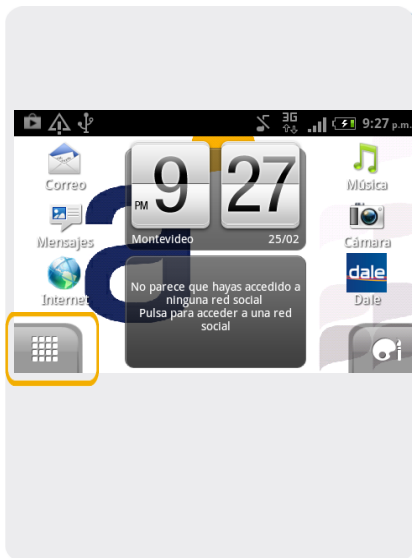 3G
9:27 p.m.
Correo
Mensajes
Internet
PM 9 27
Montevideo 25/02
No parece que hayas accedido a
ninguna red social
Pulsa para acceder a una red
social
Música
Cámara
dale
Dale